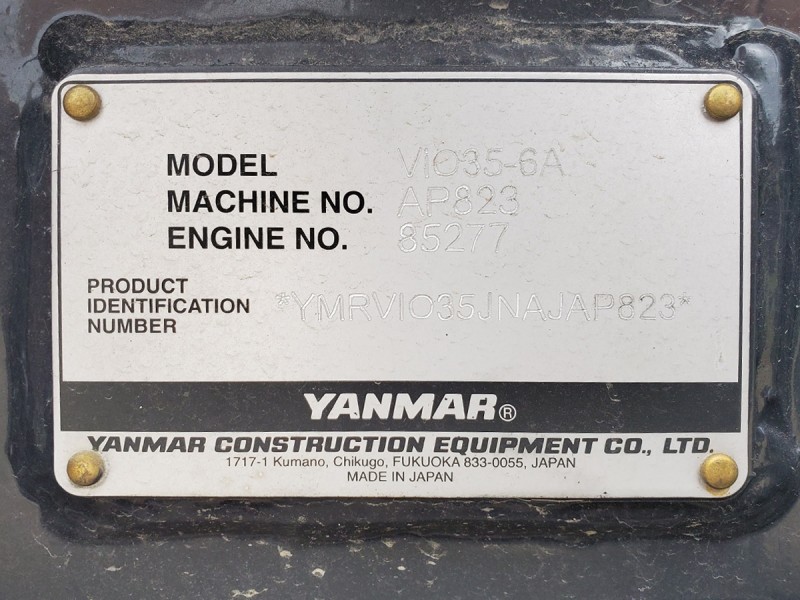 MODEL VIO35-6A
MACHINE NO. AP823
ENGINE NO. 85277
PRODUCT
IDENTIFICATION
NUMBER
*YMRVIO35JNAJAP823*
YANMAR®
YANMAR CONSTRUCTION EQUIPMENT CO., LTD.
1717-1 Kumano, Chikugo, FUKUOKA 833-0055, JAPAN
MADE IN JAPAN